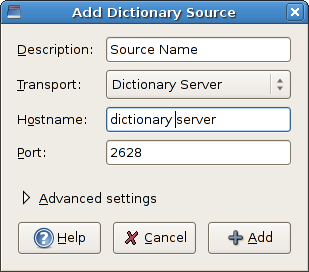 Add Dictionary Source
Description: Source Name
Transport: Dictionary Server
Hostname: dictionary server
Port: 2628
Advanced settings
Help Cancel Add